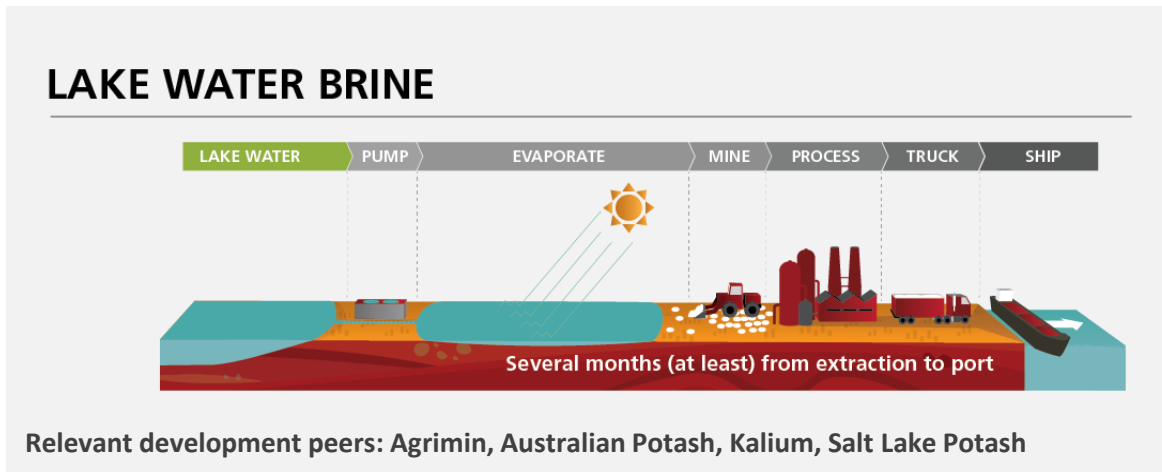 LAKE WATER BRINE
LAKE WATER PUMP EVAPORATE MINE PROCESS TRUCK SHIP
Several months (at least) from extraction to port
Relevant development peers: Agrimin, Australian Potash, Kalium, Salt Lake Potash